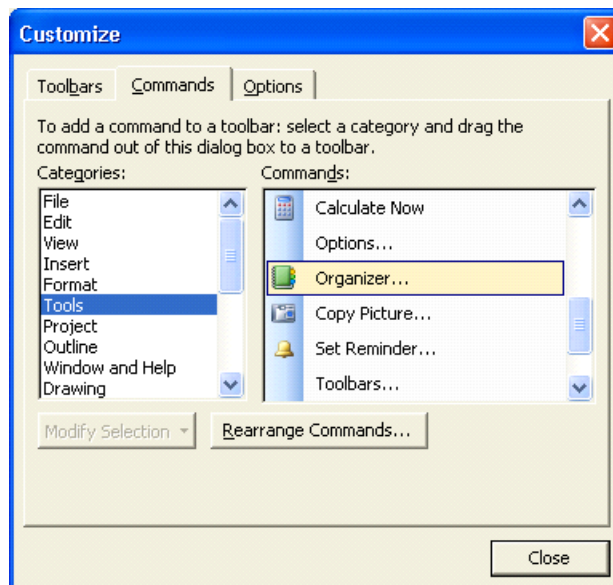 Customize
Toolbars
Commands
Options
To add a command to a toolbar: select a category and drag the
command out of this dialog box to a toolbar.
Categories:
File
Edit
View
Insert
Format
Tools
Project
Outline
Window and Help
Drawing
Commands:
Calculate Now
Options...
Organizer...
Copy Picture...
Set Reminder...
Toolbars...
Modify Selection
Rearrange Commands...
Close